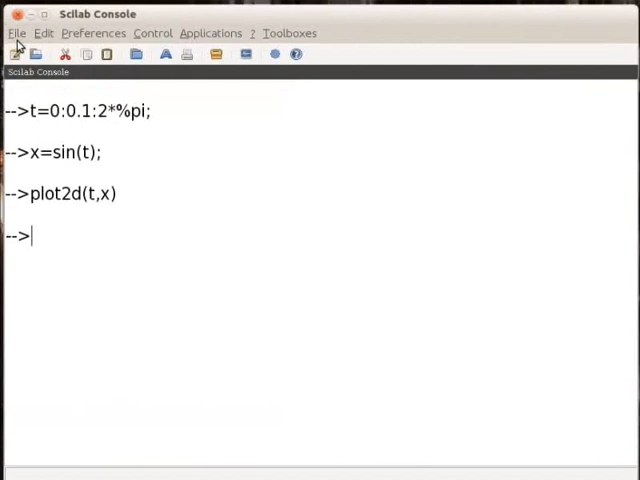 Scilab Console
File Edit Preferences Control Applications ? Toolboxes
Scilab Console
-->t=0:0.1:2*%pi;
-->x=sin(t);
-->plot2d(t,x)
-->